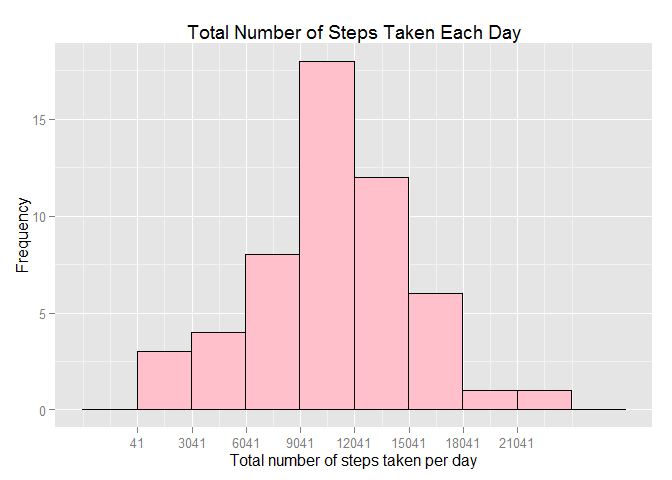 Total Number of Steps Taken Each Day
Frequency
15
10
5
0
41 3041 6041 9041 12041 15041 18041 21041
Total number of steps taken per day